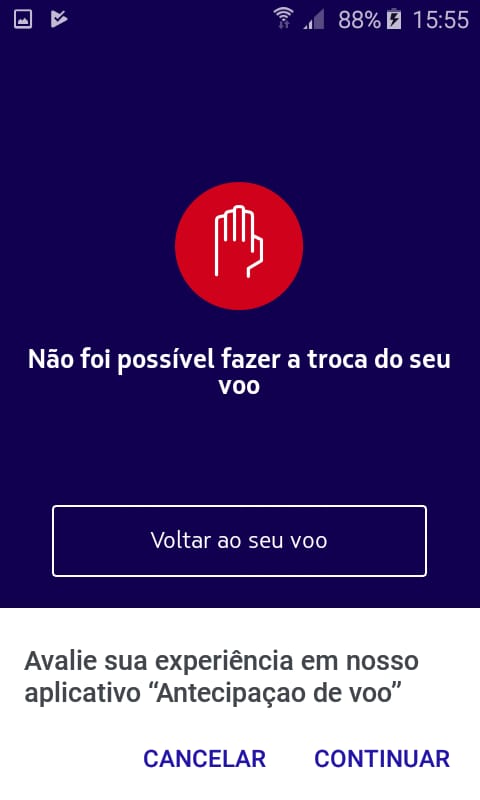 88% 15:55
Não foi possível fazer a troca do seu
voo
Voltar ao seu voo
Avalie sua experiência em nosso
aplicativo “Antecipaçao de voo”
CANCELAR CONTINUAR